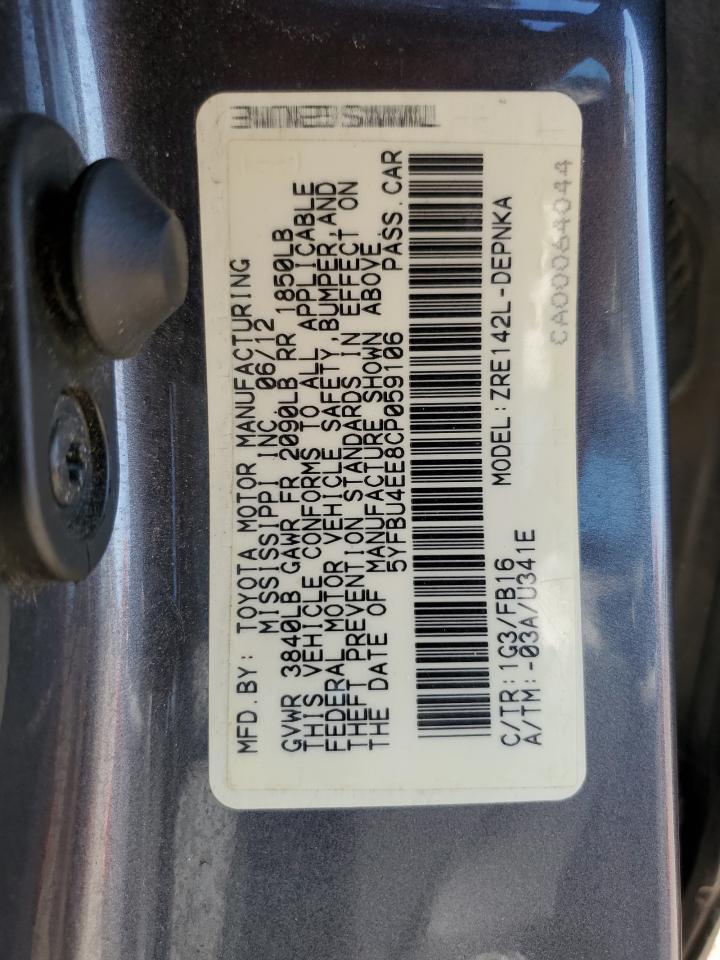 MFD.BY: TOYOTA MOTOR MANUFACTURING
MISSISSIPPI INC. 06/12
GVWR 3840LB GAWR FR 2090LB RR 1850LB
THIS VEHICLE CONFORMS TO ALL APPLICABLE
FEDERAL MOTOR VEHICLE SAFETY,BUMPER,AND
THEFT PREVENTION STANDARDS IN EFFECT ON
THE DATE OF MANUFACTURE SHOWN ABOVE.
5YFBU4EE8CP059106 PASS.CAR
C/TR:1G3/FB16 MODEL:ZRE142L-DEPNKA
A/TM:-03A/U341E
CA00064044